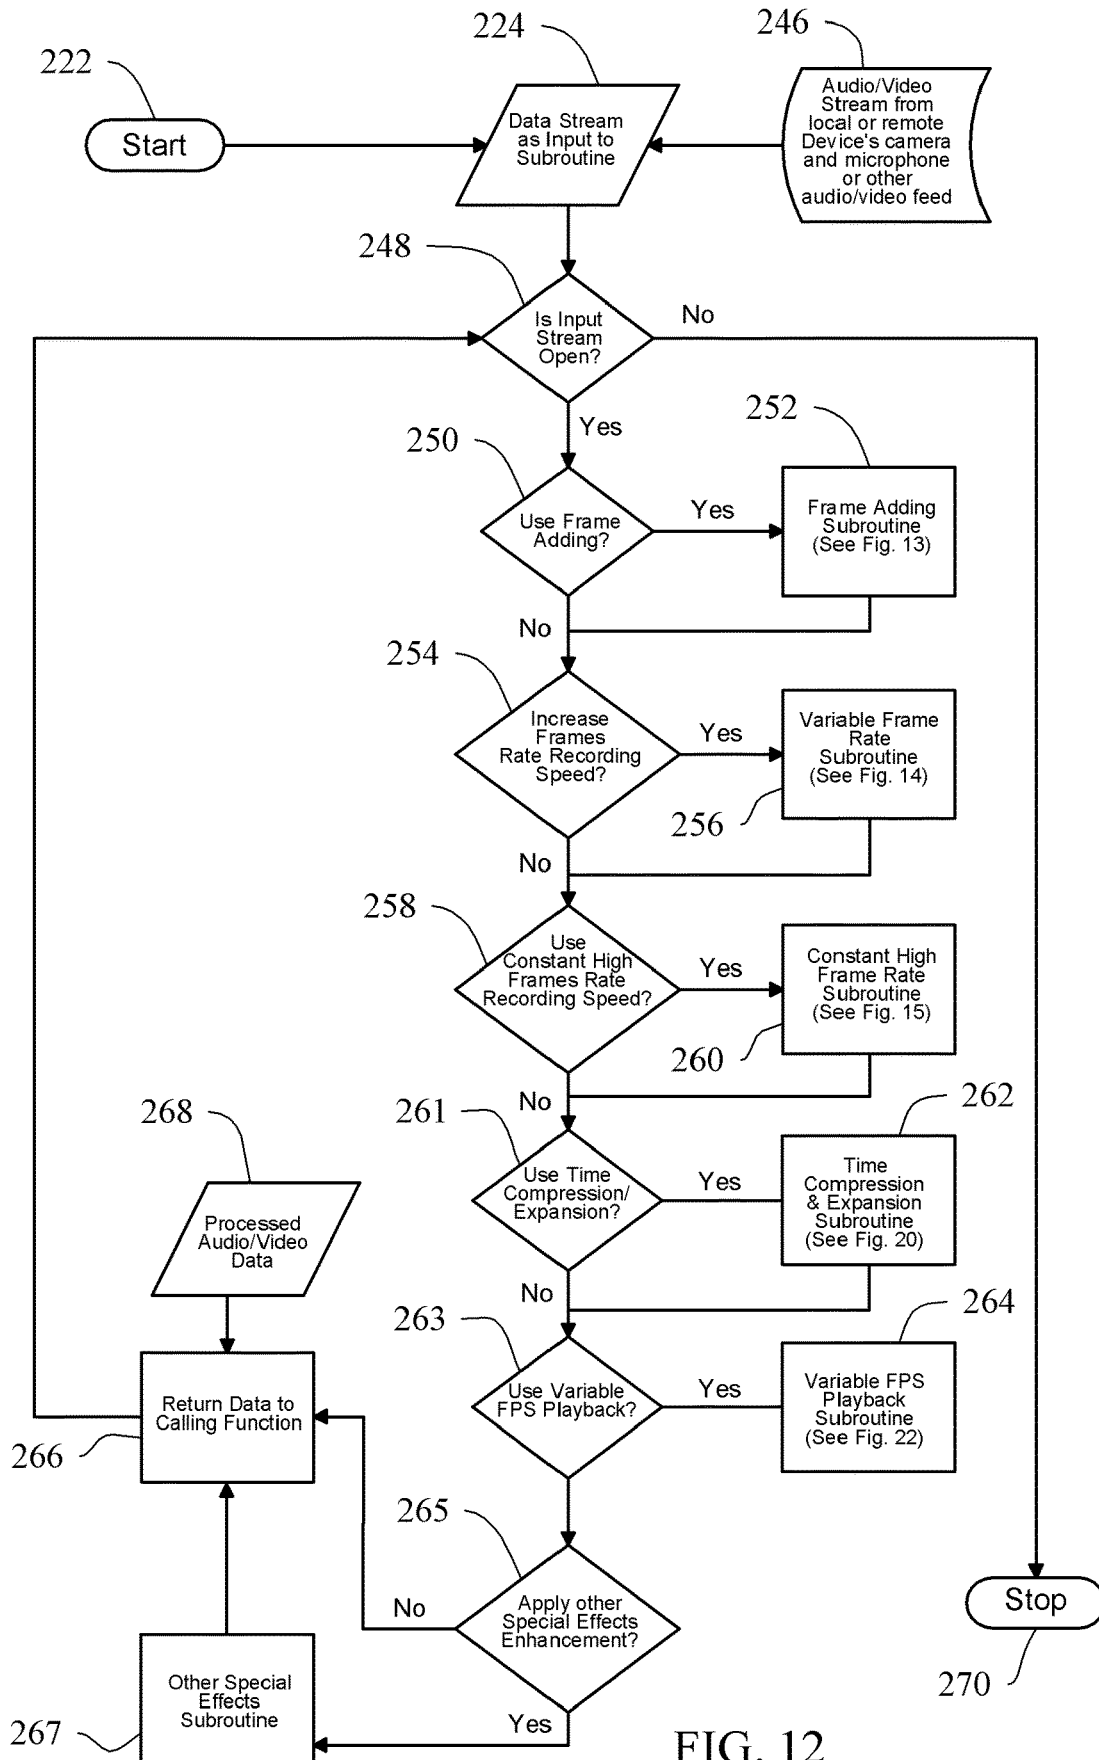 224
246
222
Start
Data Stream
as Input to
Subroutine
Audio/Video
Stream from
local or remote
Device's camera
and microphone
or other
audio/video feed
248
Is Input
Stream
Open?
No
Yes
250
252
Use Frame
Adding?
Yes
Frame Adding
Subroutine
(See Fig. 13)
No
254
Increase
Frames
Rate Recording
Speed?
Yes
Variable Frame
Rate
Subroutine
(See Fig. 14)
256
No
258
Use
Constant High
Frames Rate
Recording Speed?
Yes
Constant High
Frame Rate
Subroutine
(See Fig. 15)
260
No
261
262
268
Use Time
Compression/
Expansion?
Yes
Time
Compression
& Expansion
Subroutine
(See Fig. 20)
Processed
Audio/Video
Data
No
263
264
Use Variable
FPS Playback?
Yes
Variable FPS
Playback
Subroutine
(See Fig. 22)
Return Data to
Calling Function
266
265
Apply other
Special Effects
Enhancement?
No
Stop
270
Other Special
Effects
Subroutine
267
Yes
FIG. 12